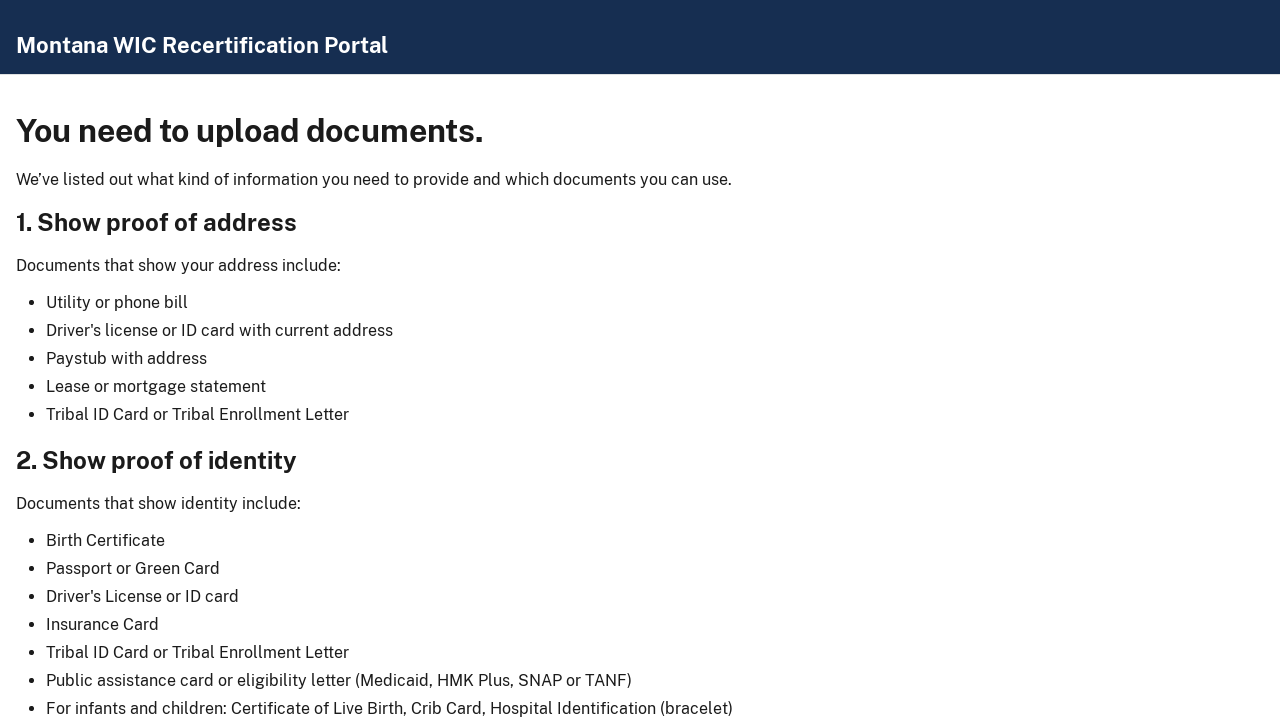 Montana WIC Recertification Portal
You need to upload documents.
We've listed out what kind of information you need to provide and which documents you can use.
1. Show proof of address
Documents that show your address include:
• Utility or phone bill
• Driver's license or ID card with current address
• Paystub with address
• Lease or mortgage statement
• Tribal ID Card or Tribal Enrollment Letter
2. Show proof of identity
Documents that show identity include:
• Birth Certificate
• Passport or Green Card
• Driver's License or ID card
• Insurance Card
• Tribal ID Card or Tribal Enrollment Letter
• Public assistance card or eligibility letter (Medicaid, HMK Plus, SNAP or TANF)
• For infants and children: Certificate of Live Birth, Crib Card, Hospital Identification (bracelet)